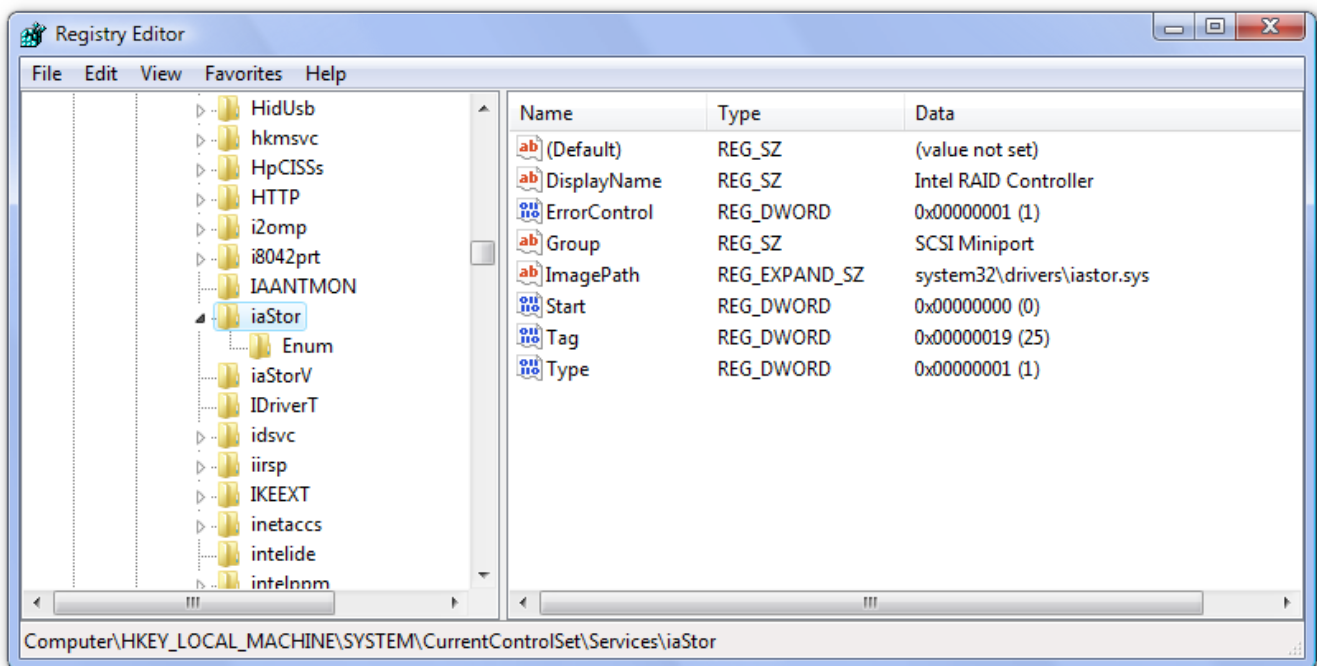 Registry Editor
File Edit View Favorites Help
HidUsb
hkmsvc
HpCISSs
HTTP
i2omp
i8042prt
IAANTMON
iaStor
Enum
iaStorV
IDriverT
idsvc
iirsp
IKEEXT
inetaccs
intelide
intelppm
Name Type Data
(Default) REG_SZ (value not set)
DisplayName REG_SZ Intel RAID Controller
ErrorControl REG_DWORD 0x00000001 (1)
Group REG_SZ SCSI Miniport
ImagePath REG_EXPAND_SZ system32\drivers\iastor.sys
Start REG_DWORD 0x00000000 (0)
Tag REG_DWORD 0x00000019 (25)
Type REG_DWORD 0x00000001 (1)
Computer\HKEY_LOCAL_MACHINE\SYSTEM\CurrentControlSet\Services\iaStor